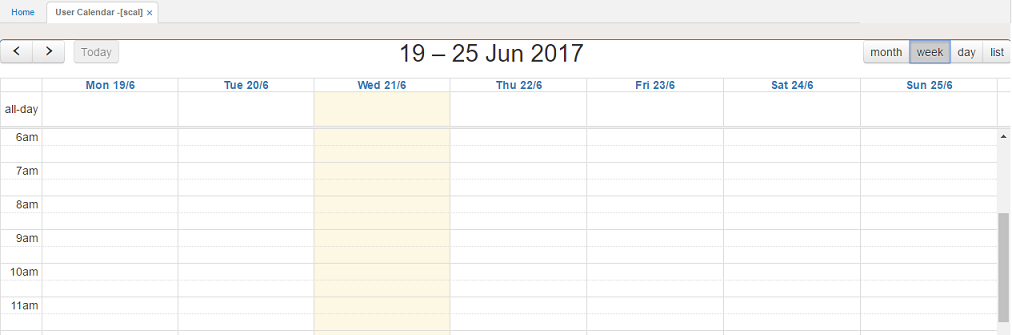 Home User Calendar -[scal] ×
Today 19 – 25 Jun 2017 month week day list
Mon 19/6 Tue 20/6 Wed 21/6 Thu 22/6 Fri 23/6 Sat 24/6 Sun 25/6
all-day
6am
7am
8am
9am
10am
11am